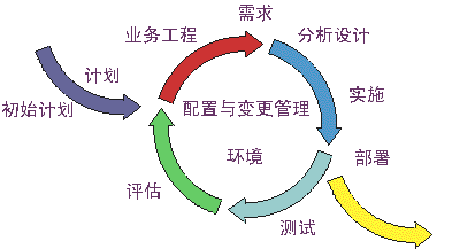 需求
业务工程
分析设计
计划
初始计划
配置与变更管理
实施
环境
部署
评估
测试